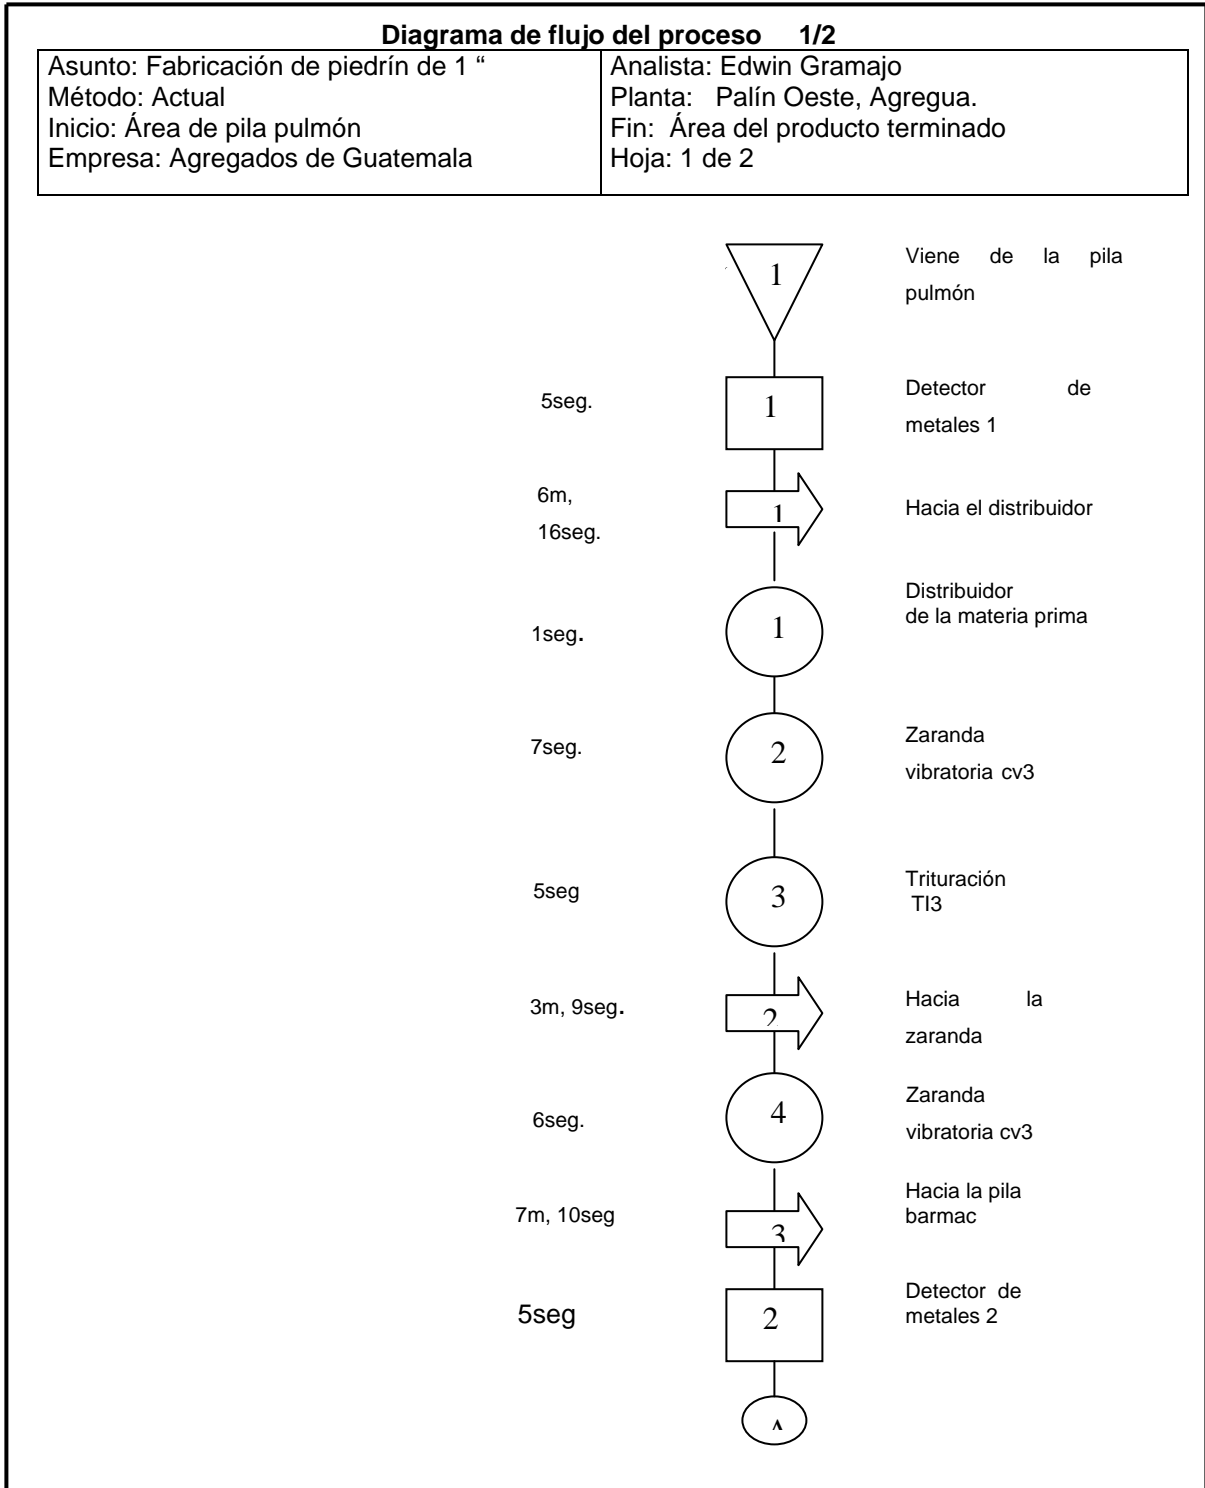 Diagrama de flujo del proceso 1/2
Asunto: Fabricación de piedrín de 1 “
Método: Actual
Inicio: Área de pila pulmón
Empresa: Agregados de Guatemala
Analista: Edwin Gramajo
Planta: Palín Oeste, Agregua.
Fin: Área del producto terminado
Hoja: 1 de 2
1
Viene de la pila
pulmón
5seg.
1
Detector de
metales 1
6m,
16seg.
1
Hacia el distribuidor
1seg.
1
Distribuidor
de la materia prima
7seg.
2
Zaranda
vibratoria cv3
5seg
3
Trituración
TI3
3m, 9seg.
2
Hacia la
zaranda
6seg.
4
Zaranda
vibratoria cv3
7m, 10seg
3
Hacia la pila
barmac
5seg
2
Detector de
metales 2
A